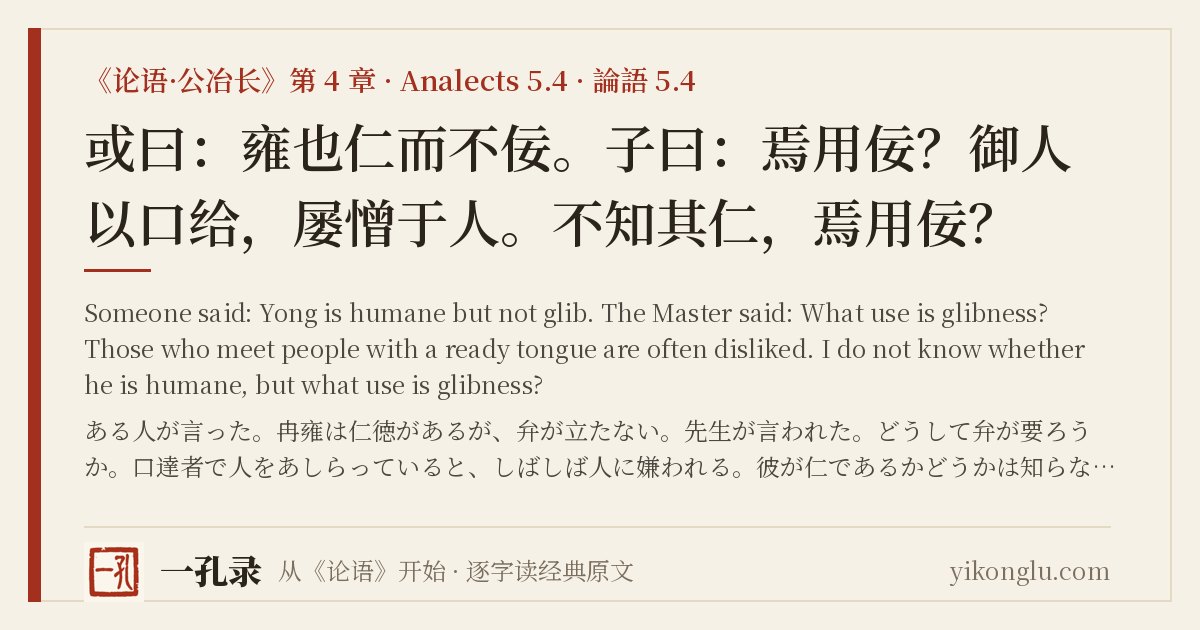 《论语·公冶长》第 4 章 · Analects 5.4 · 論語 5.4
或曰：雍也仁而不佞。子曰：焉用佞？御人
以口给，屡憎于人。不知其仁，焉用佞？
Someone said: Yong is humane but not glib. The Master said: What use is glibness?
Those who meet people with a ready tongue are often disliked. I do not know whether
he is humane, but what use is glibness?
ある人が言った。冉雍は仁徳があるが、弁が立たない。先生が言われた。どうして弁が要ろう
か。口達者で人をあしらっていると、しばしば人に嫌われる。彼が仁であるかどうかは知らな…
一孔
一孔录 从《论语》开始 · 逐字读经典原文 yikonglu.com